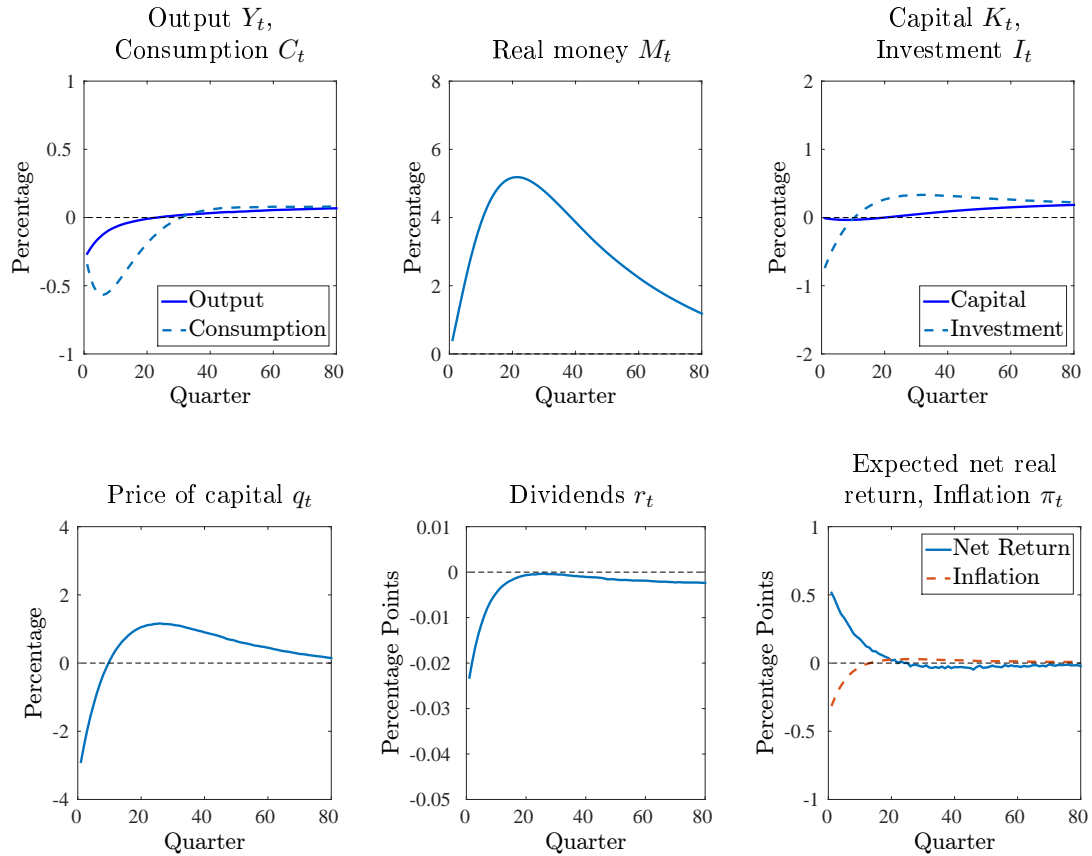 Output Y_t,
Consumption C_t
Percentage
1
0.5
0
-0.5
-1
Output
Consumption
0 20 40 60 80
Quarter
Real money M_t
Percentage
8
6
4
2
0
0 20 40 60 80
Quarter
Capital K_t,
Investment I_t
Percentage
2
1
0
-1
-2
Capital
Investment
0 20 40 60 80
Quarter
Price of capital q_t
Percentage
4
2
0
-2
-4
0 20 40 60 80
Quarter
Dividends r_t
Percentage Points
0.01
0
-0.01
-0.02
-0.03
-0.04
-0.05
0 20 40 60 80
Quarter
Expected net real
return, Inflation π_t
Percentage Points
1
0.5
0
-0.5
-1
Net Return
Inflation
0 20 40 60 80
Quarter